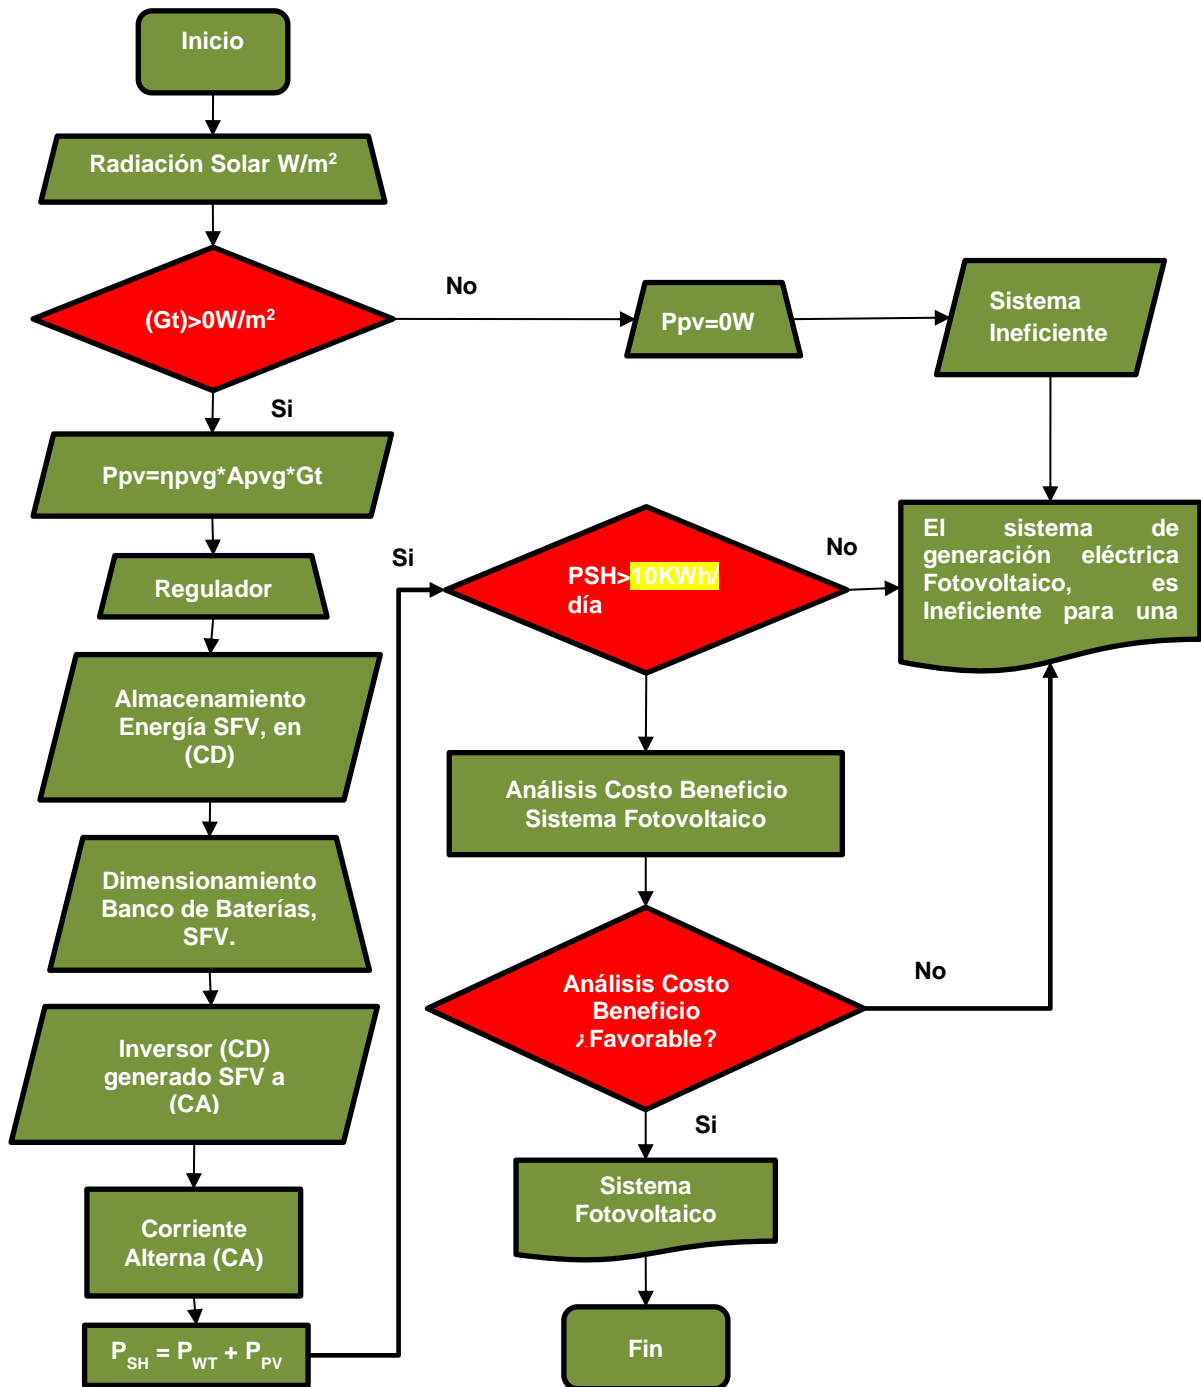 Inicio
Radiación Solar W/m²
(Gt)>0W/m²
No
Ppv=0W
Sistema
Ineficiente
Si
Ppv=ηpvg*Apvg*Gt
Regulador
Almacenamiento
Energía SFV, en
(CD)
Dimensionamiento
Banco de Baterías,
SFV.
Inversor (CD)
generado SFV a
(CA)
Corriente
Alterna (CA)
P_SH = P_WT + P_PV
Si
PSH>10KWh/
día
No
El sistema de
generación eléctrica
Fotovoltaico, es
Ineficiente para una
Análisis Costo Beneficio
Sistema Fotovoltaico
Análisis Costo
Beneficio
¿Favorable?
No
Si
Sistema
Fotovoltaico
Fin